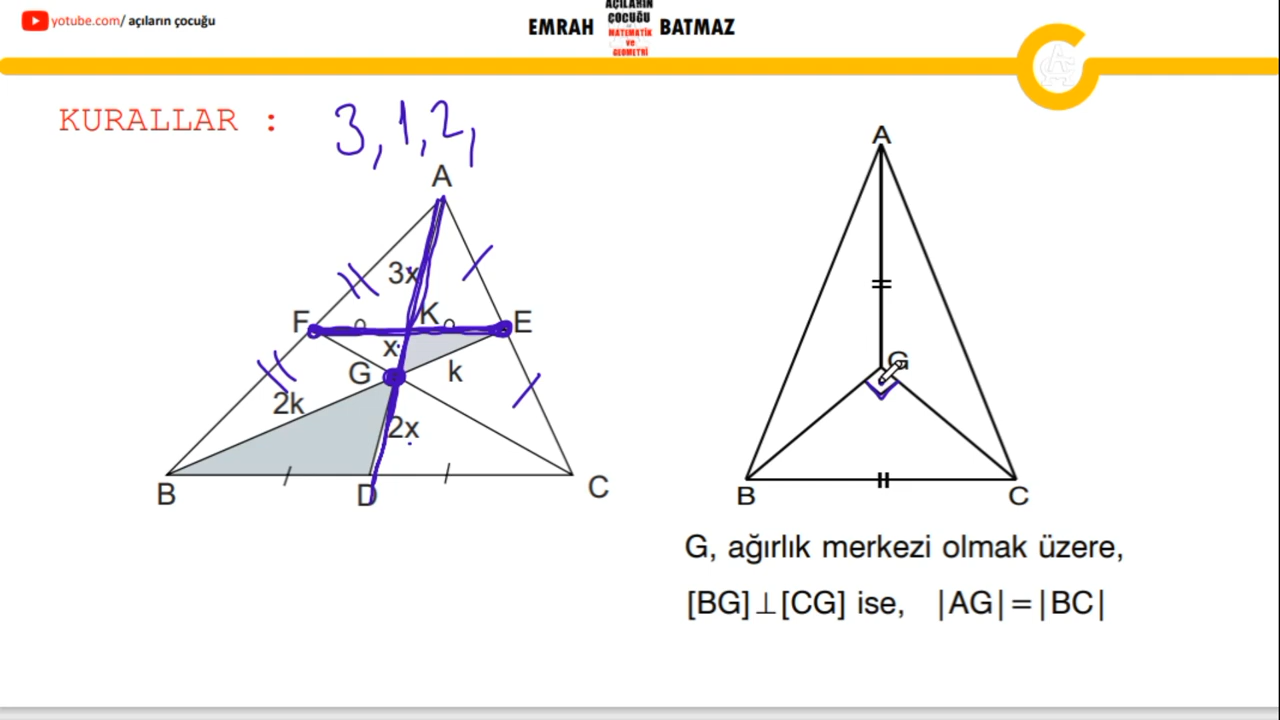 yotube.com/ açıların çocuğu
EMRAH
AÇILARIN
ÇOCUĞU
MATEMATİK
ve
GEOMETRİ
BATMAZ
KURALLAR :
3, 1, 2,
A
3x
F
K
E
x
G
k
2k
2x
B
D
C
A
G
B
C
G, ağırlık merkezi olmak üzere,
[BG]⊥[CG] ise, |AG|=|BC|